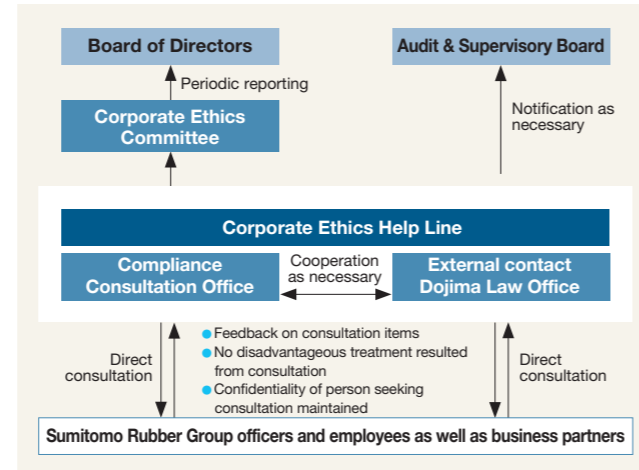 Board of Directors
Audit & Supervisory Board
Periodic reporting
Corporate Ethics
Committee
Notification as
necessary
Corporate Ethics Help Line
Compliance
Consultation Office
Cooperation
as necessary
External contact
Dojima Law Office
Direct
consultation
Feedback on consultation items
No disadvantageous treatment resulted
from consultation
Confidentiality of person seeking
consultation maintained
Direct
consultation
Sumitomo Rubber Group officers and employees as well as business partners